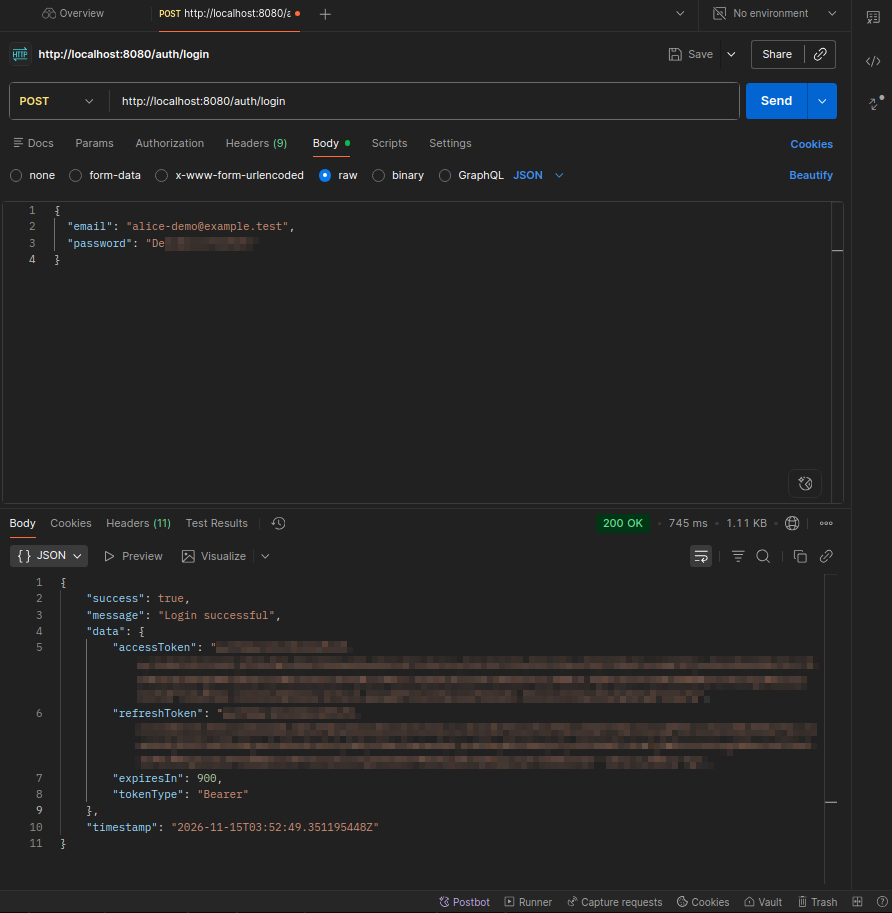 Overview
POST http://localhost:8080/a
No environment
HTTP http://localhost:8080/auth/login
Save
Share
POST http://localhost:8080/auth/login
Send
Docs Params Authorization Headers (9) Body Scripts Settings Cookies
none form-data x-www-form-urlencoded raw binary GraphQL JSON Beautify
1 {
2 "email": "alice-demo@example.test",
3 "password": "De
4 }
Body Cookies Headers (11) Test Results 200 OK 745 ms 1.11 KB
{} JSON Preview Visualize
1 {
2 "success": true,
3 "message": "Login successful",
4 "data": {
5 "accessToken": "
6 "refreshToken": "
7 "expiresIn": 900,
8 "tokenType": "Bearer"
9 },
10 "timestamp": "2026-11-15T03:52:49.351195448Z"
11 }
Postbot Runner Capture requests Cookies Vault Trash